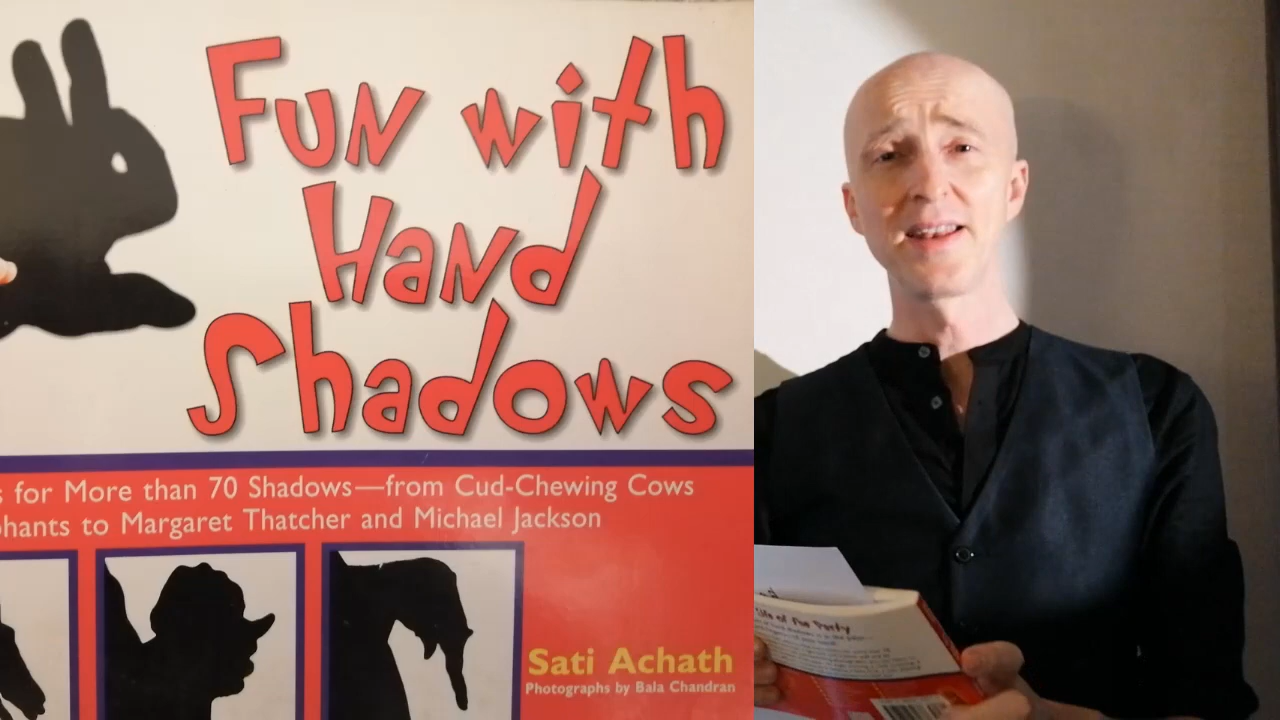 Fun with
Hand
Shadows
for More than 70 Shadows—from Cud-Chewing Cows
to Margaret Thatcher and Michael Jackson
Sati Achath
Photographs by Bala Chandran
Life of the Party